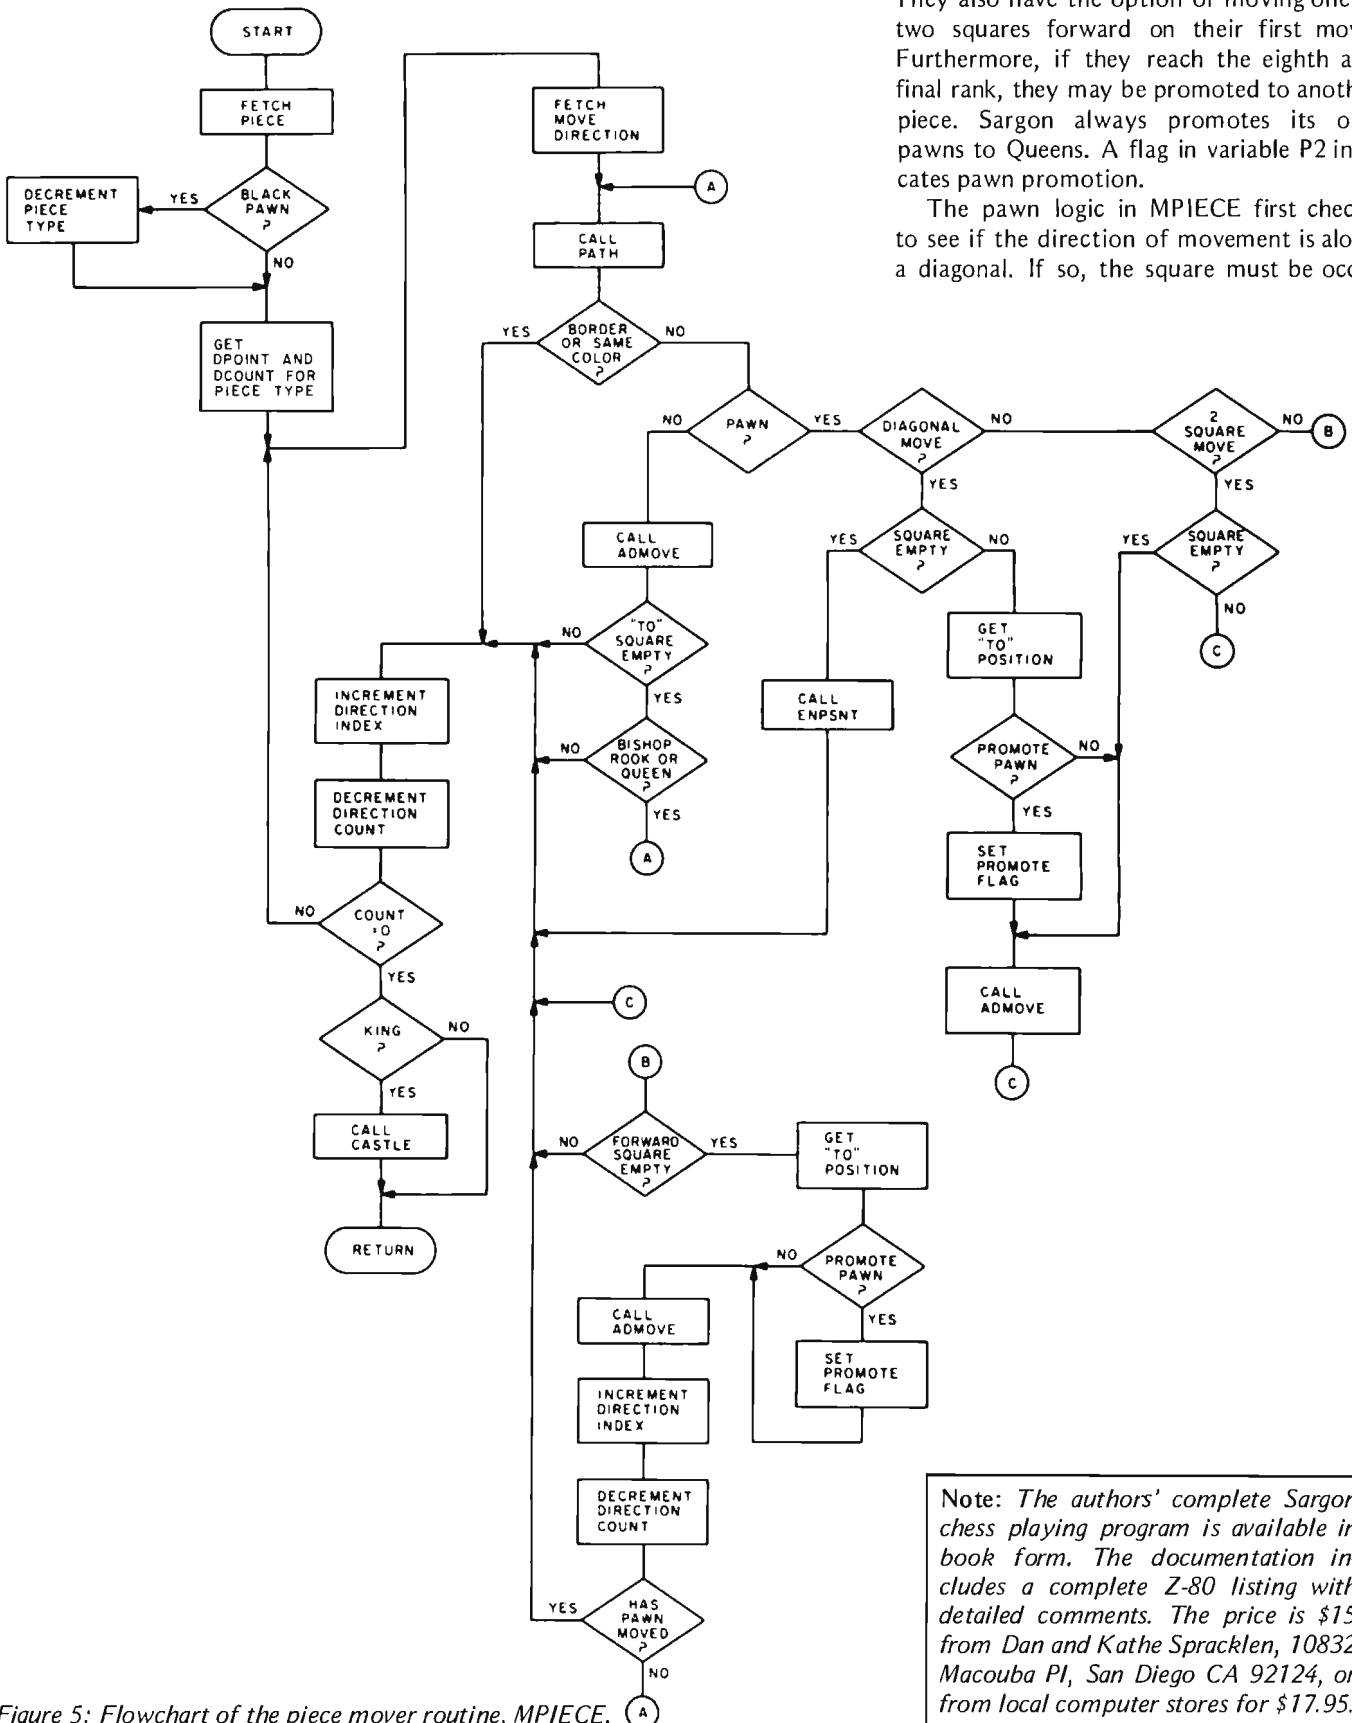 START
FETCH
PIECE
BLACK
PAWN
?
YES
DECREMENT
PIECE
TYPE
NO
GET
DPOINT AND
DCOUNT FOR
PIECE TYPE
FETCH
MOVE
DIRECTION
A
CALL
PATH
BORDER
OR SAME
COLOR
?
YES
NO
PAWN
?
NO
YES
DIAGONAL
MOVE
?
NO
YES
2
SQUARE
MOVE
?
NO
B
YES
SQUARE
EMPTY
?
YES
NO
C
SQUARE
EMPTY
?
YES
NO
GET
"TO"
POSITION
PROMOTE
PAWN
?
NO
YES
SET
PROMOTE
FLAG
CALL
ADMOVE
C
CALL
ENPSNT
CALL
ADMOVE
"TO"
SQUARE
EMPTY
?
NO
YES
BISHOP
ROOK OR
QUEEN
?
NO
YES
A
INCREMENT
DIRECTION
INDEX
DECREMENT
DIRECTION
COUNT
COUNT
=0
?
NO
YES
KING
?
NO
YES
CALL
CASTLE
RETURN
C
B
FORWARD
SQUARE
EMPTY
?
NO
YES
GET
"TO"
POSITION
PROMOTE
PAWN
?
NO
YES
SET
PROMOTE
FLAG
CALL
ADMOVE
INCREMENT
DIRECTION
INDEX
DECREMENT
DIRECTION
COUNT
HAS
PAWN
MOVED
?
YES
NO
A
Figure 5: Flowchart of the piece mover routine, MPIECE.
They also have the option of moving one
two squares forward on their first mov
Furthermore, if they reach the eighth a
final rank, they may be promoted to anoth
piece. Sargon always promotes its o
pawns to Queens. A flag in variable P2 in
cates pawn promotion.
The pawn logic in MPIECE first chec
to see if the direction of movement is alo
a diagonal. If so, the square must be occ
Note: The authors' complete Sargon
chess playing program is available in
book form. The documentation in-
cludes a complete Z-80 listing with
detailed comments. The price is $15
from Dan and Kathe Spracklen, 10832
Macouba Pl, San Diego CA 92124, or
from local computer stores for $17.95.